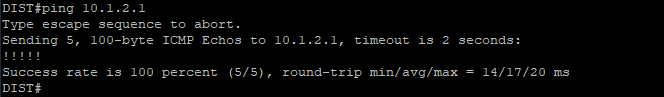 DIST#ping 10.1.2.1
Type escape sequence to abort.
Sending 5, 100-byte ICMP Echos to 10.1.2.1, timeout is 2 seconds:
!!!!!
Success rate is 100 percent (5/5), round-trip min/avg/max = 14/17/20 ms
DIST#